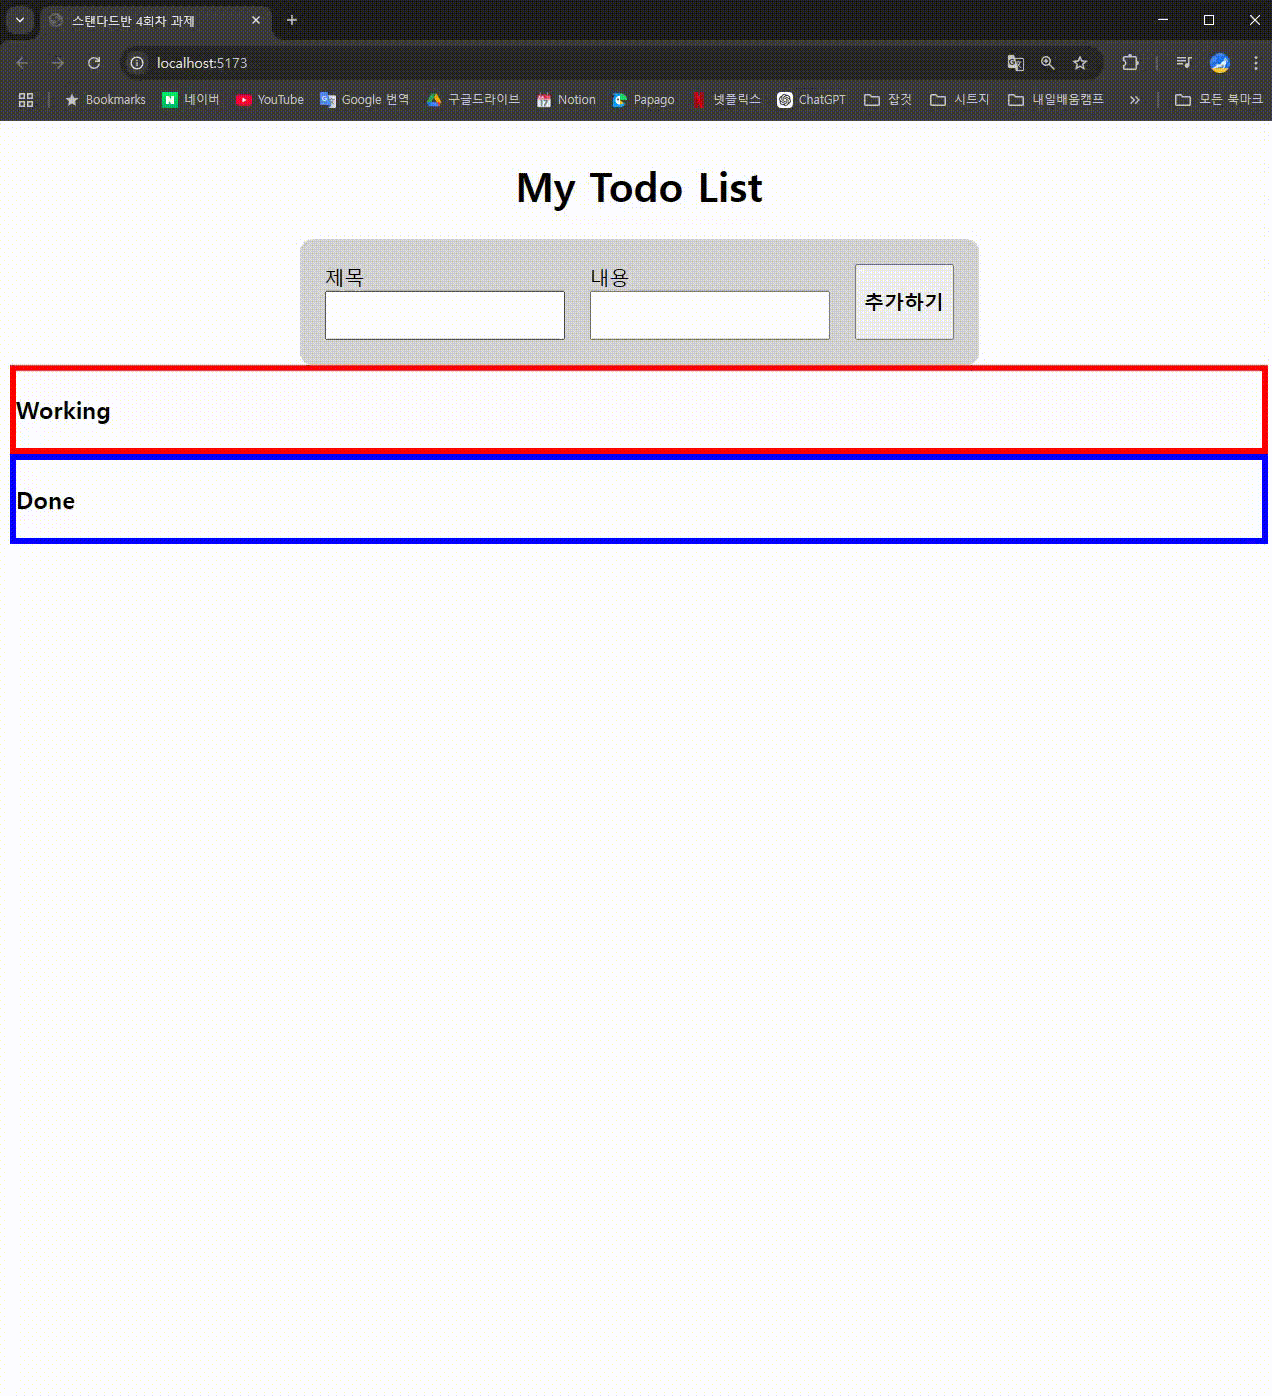 스탠다드반 4회차 과제
localhost:5173
Bookmarks 네이버 YouTube Google 번역 구글드라이브 Notion Papago 넷플릭스 ChatGPT 잡것 시트지 내일배움캠프 모든 북마크
My Todo List
제목 내용 추가하기
Working
Done